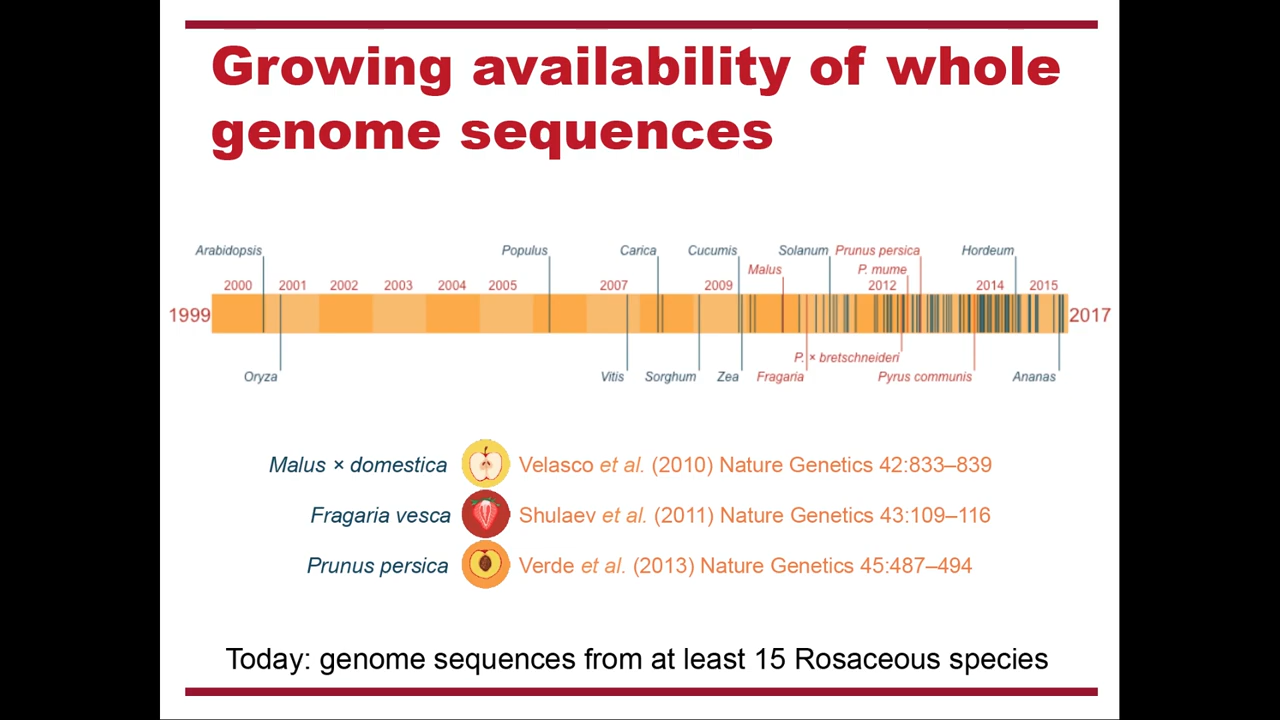 Growing availability of whole
genome sequences
Arabidopsis Populus Carica Cucumis Solanum Prunus persica Hordeum
Malus P. mume
2000 2001 2002 2003 2004 2005 2007 2009 2012 2014 2015
1999 2017
P. × bretschneideri
Oryza Vitis Sorghum Zea Fragaria Pyrus communis Ananas
Malus × domestica Velasco et al. (2010) Nature Genetics 42:833–839
Fragaria vesca Shulaev et al. (2011) Nature Genetics 43:109–116
Prunus persica Verde et al. (2013) Nature Genetics 45:487–494
Today: genome sequences from at least 15 Rosaceous species